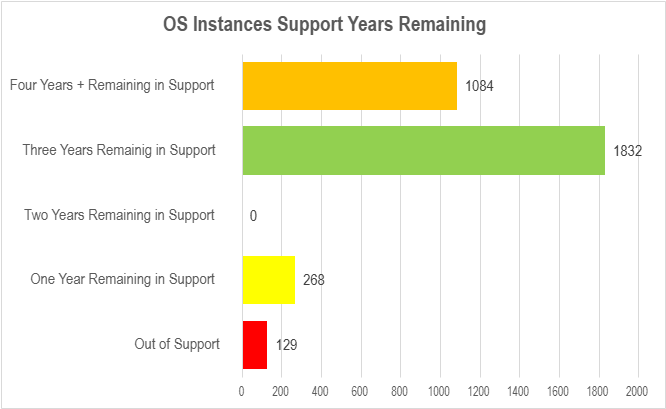 OS Instances Support Years Remaining
Four Years + Remaining in Support
1084
Three Years Remainig in Support
1832
Two Years Remaining in Support
0
One Year Remaining in Support
268
Out of Support
129
0 200 400 600 800 1000 1200 1400 1600 1800 2000